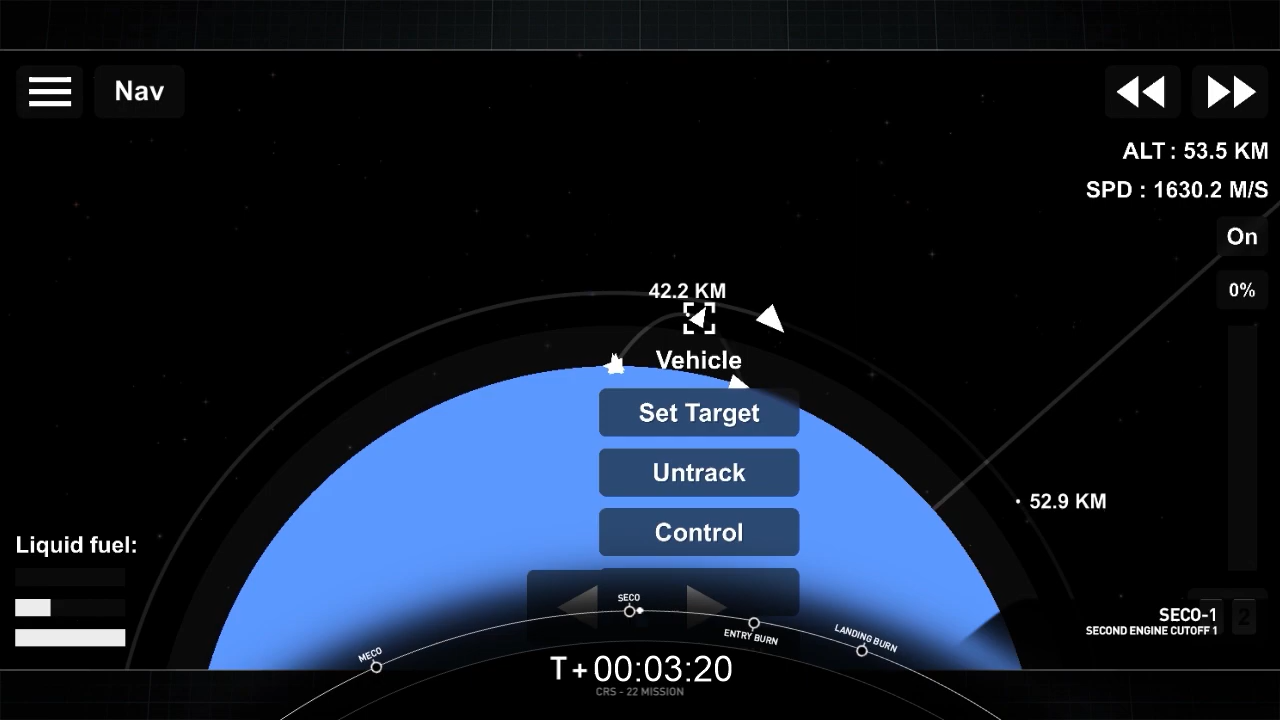 Nav
ALT : 53.5 KM
SPD : 1630.2 M/S
On
0%
42.2 KM
Vehicle
Set Target
Untrack
Control
52.9 KM
Liquid fuel:
2
SECO-1
SECOND ENGINE CUTOFF 1
MECO
SECO
ENTRY BURN
LANDING BURN
T+00:03:20
CRS - 22 MISSION